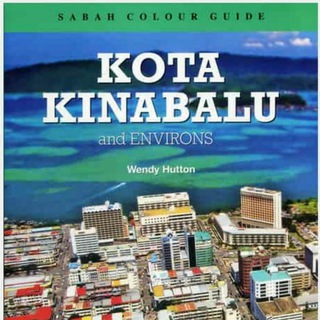 SABAH COLOUR GUIDE
KOTA
KINABALU
and ENVIRONS
Wendy Hutton